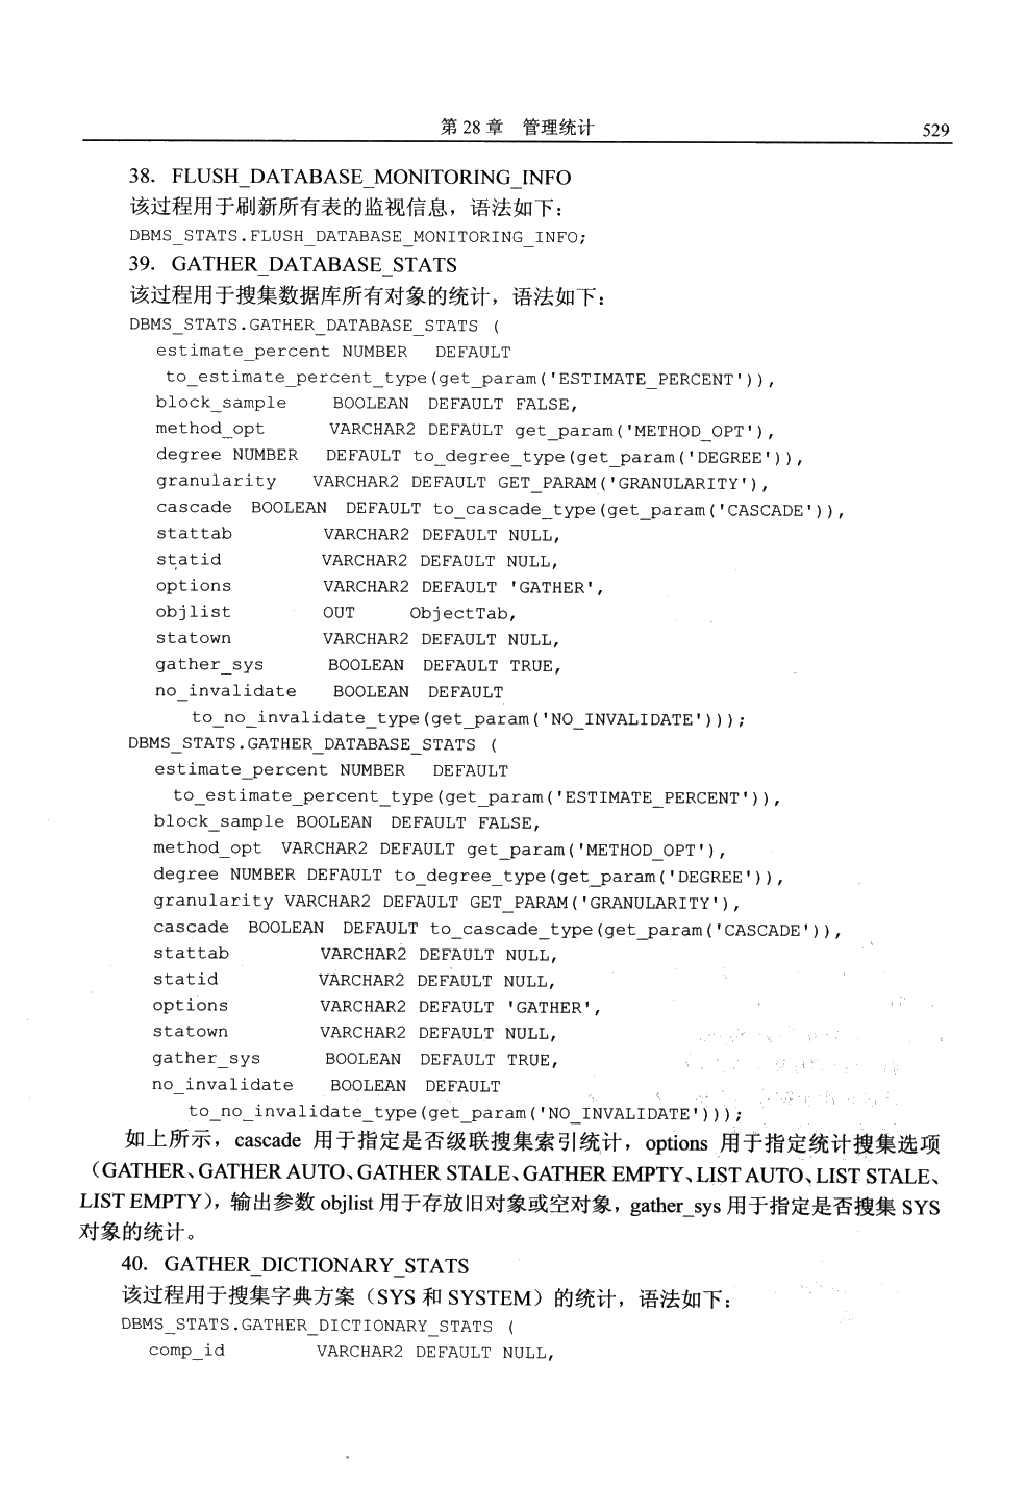 第 28 章　管理统计
529
38. FLUSH_DATABASE_MONITORING_INFO
该过程用于刷新所有表的监视信息，语法如下：
DBMS_STATS.FLUSH_DATABASE_MONITORING_INFO;
39. GATHER_DATABASE_STATS
该过程用于搜集数据库所有对象的统计，语法如下：
DBMS_STATS.GATHER_DATABASE_STATS (
estimate_percent NUMBER DEFAULT
to_estimate_percent_type(get_param('ESTIMATE_PERCENT')),
block_sample BOOLEAN DEFAULT FALSE,
method_opt VARCHAR2 DEFAULT get_param('METHOD_OPT'),
degree NUMBER DEFAULT to_degree_type(get_param('DEGREE')),
granularity VARCHAR2 DEFAULT GET_PARAM('GRANULARITY'),
cascade BOOLEAN DEFAULT to_cascade_type(get_param('CASCADE')),
stattab VARCHAR2 DEFAULT NULL,
statid VARCHAR2 DEFAULT NULL,
options VARCHAR2 DEFAULT 'GATHER',
objlist OUT ObjectTab,
statown VARCHAR2 DEFAULT NULL,
gather_sys BOOLEAN DEFAULT TRUE,
no_invalidate BOOLEAN DEFAULT
to_no_invalidate_type(get_param('NO_INVALIDATE')));
DBMS_STATS.GATHER_DATABASE_STATS (
estimate_percent NUMBER DEFAULT
to_estimate_percent_type(get_param('ESTIMATE_PERCENT')),
block_sample BOOLEAN DEFAULT FALSE,
method_opt VARCHAR2 DEFAULT get_param('METHOD_OPT'),
degree NUMBER DEFAULT to_degree_type(get_param('DEGREE')),
granularity VARCHAR2 DEFAULT GET_PARAM('GRANULARITY'),
cascade BOOLEAN DEFAULT to_cascade_type(get_param('CASCADE')),
stattab VARCHAR2 DEFAULT NULL,
statid VARCHAR2 DEFAULT NULL,
options VARCHAR2 DEFAULT 'GATHER',
statown VARCHAR2 DEFAULT NULL,
gather_sys BOOLEAN DEFAULT TRUE,
no_invalidate BOOLEAN DEFAULT
to_no_invalidate_type(get_param('NO_INVALIDATE')));
如上所示，cascade 用于指定是否级联搜集索引统计，options 用于指定统计搜集选项
（GATHER、GATHER AUTO、GATHER STALE、GATHER EMPTY、LIST AUTO、LIST STALE、
LIST EMPTY），输出参数 objlist 用于存放旧对象或空对象，gather_sys 用于指定是否搜集 SYS
对象的统计。
40. GATHER_DICTIONARY_STATS
该过程用于搜集字典方案（SYS 和 SYSTEM）的统计，语法如下：
DBMS_STATS.GATHER_DICTIONARY_STATS (
comp_id VARCHAR2 DEFAULT NULL,